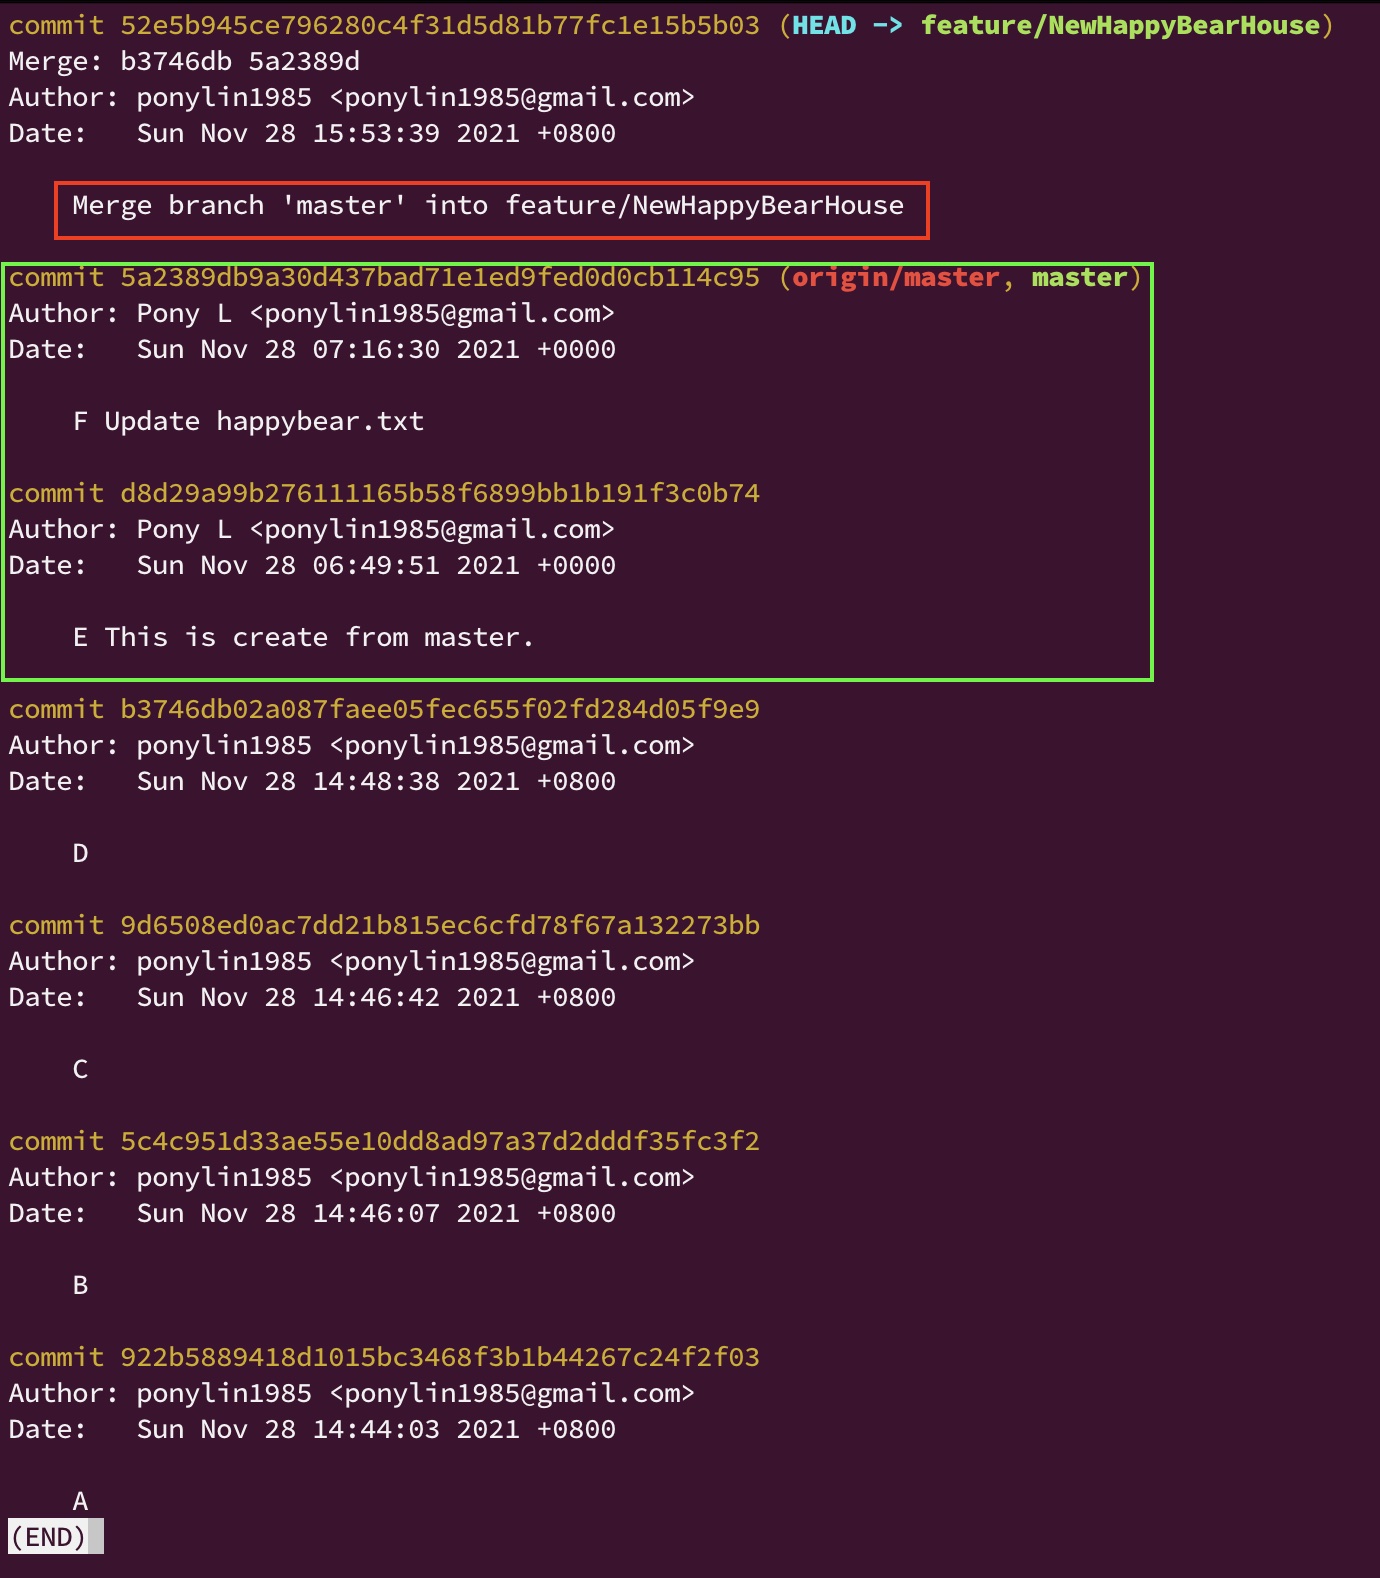 commit 52e5b945ce796280c4f31d5d81b77fc1e15b5b03 (HEAD -> feature/NewHappyBearHouse)
Merge: b3746db 5a2389d
Author: ponylin1985 <ponylin1985@gmail.com>
Date:   Sun Nov 28 15:53:39 2021 +0800
    Merge branch 'master' into feature/NewHappyBearHouse
commit 5a2389db9a30d437bad71e1ed9fed0d0cb114c95 (origin/master, master)
Author: Pony L <ponylin1985@gmail.com>
Date:   Sun Nov 28 07:16:30 2021 +0000
    F Update happybear.txt
commit d8d29a99b276111165b58f6899bb1b191f3c0b74
Author: Pony L <ponylin1985@gmail.com>
Date:   Sun Nov 28 06:49:51 2021 +0000
    E This is create from master.
commit b3746db02a087faee05fec655f02fd284d05f9e9
Author: ponylin1985 <ponylin1985@gmail.com>
Date:   Sun Nov 28 14:48:38 2021 +0800
    D
commit 9d6508ed0ac7dd21b815ec6cfd78f67a132273bb
Author: ponylin1985 <ponylin1985@gmail.com>
Date:   Sun Nov 28 14:46:42 2021 +0800
    C
commit 5c4c951d33ae55e10dd8ad97a37d2dddf35fc3f2
Author: ponylin1985 <ponylin1985@gmail.com>
Date:   Sun Nov 28 14:46:07 2021 +0800
    B
commit 922b5889418d1015bc3468f3b1b44267c24f2f03
Author: ponylin1985 <ponylin1985@gmail.com>
Date:   Sun Nov 28 14:44:03 2021 +0800
    A
(END)